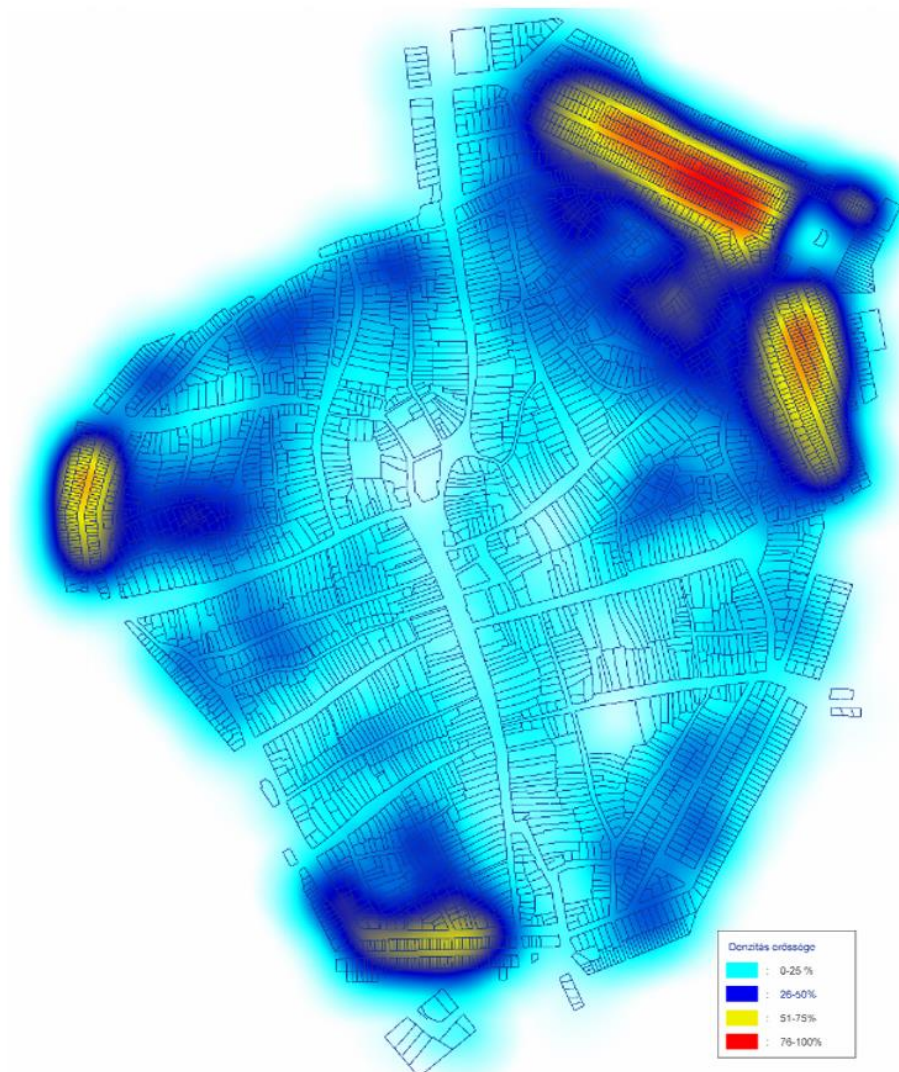 Denzitás erőssége
: 0-25 %
: 26-50%
: 51-75%
: 76-100%